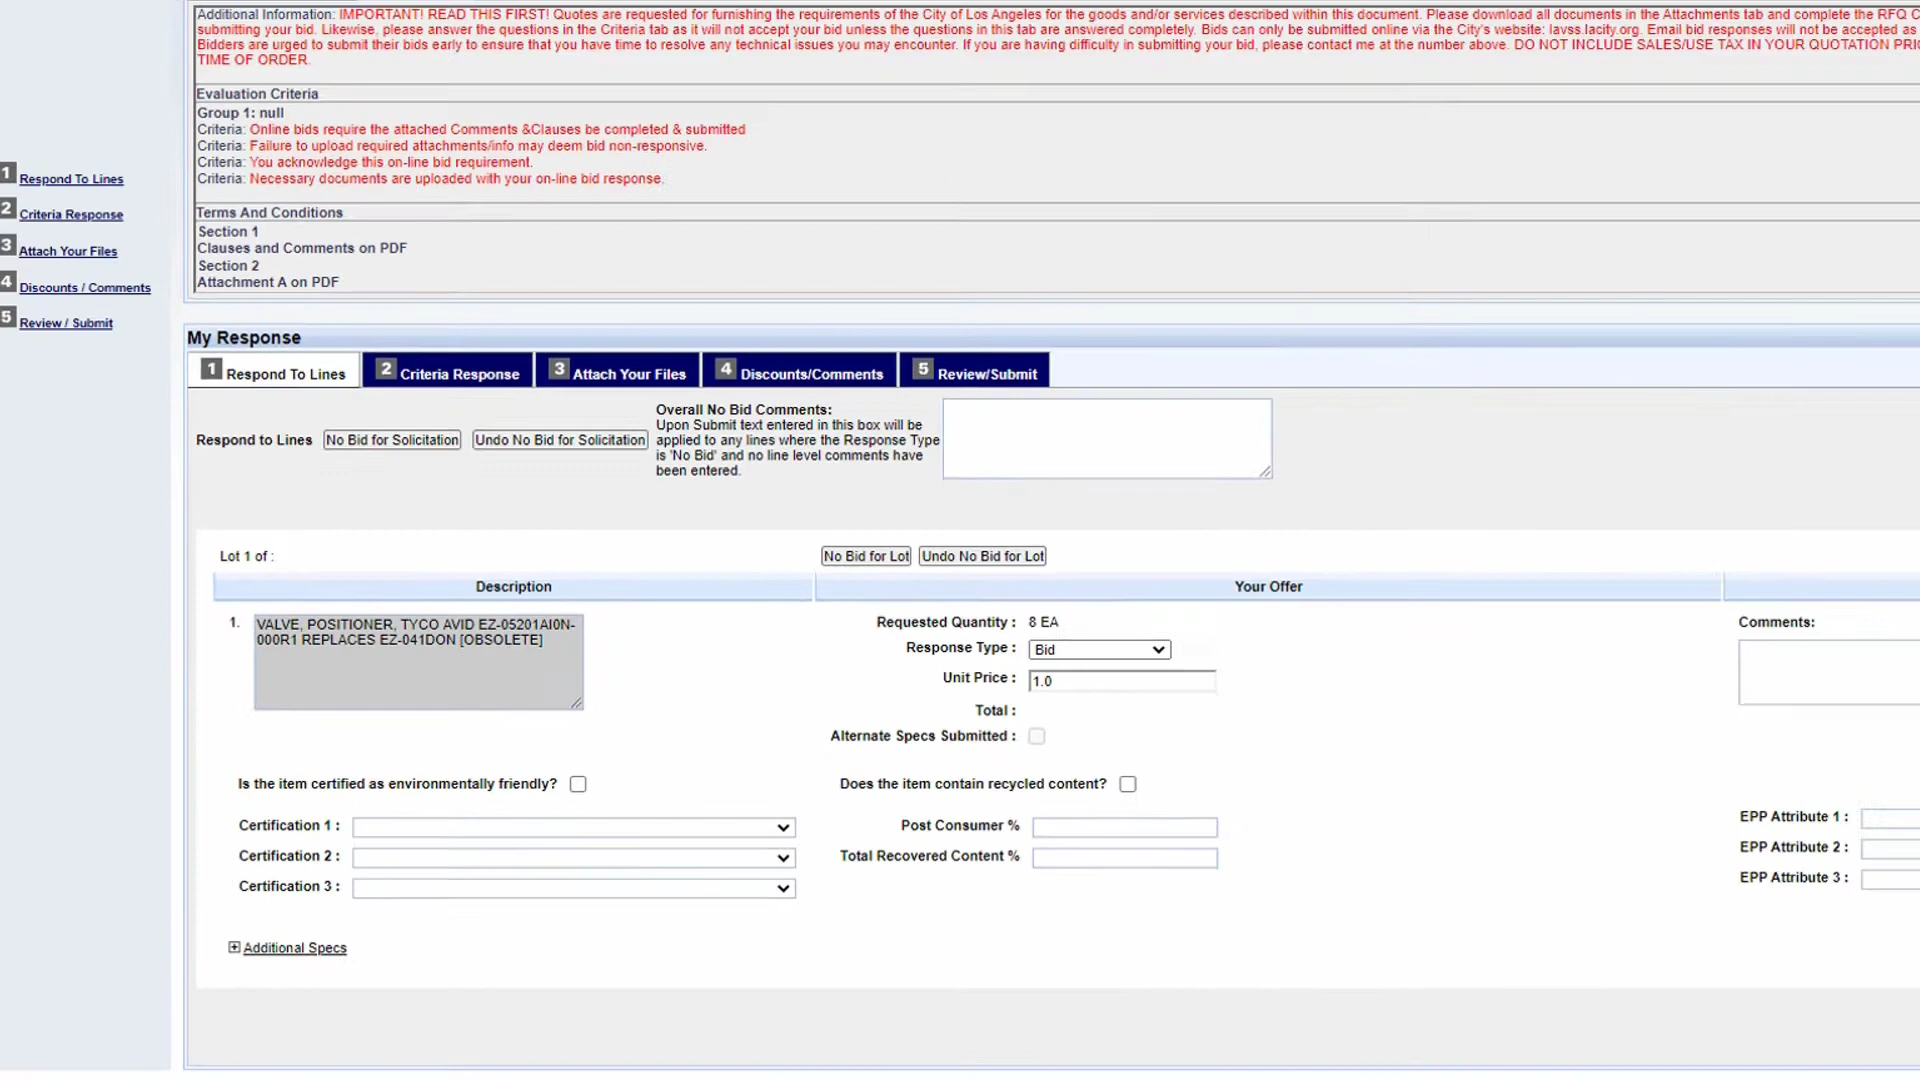 Additional Information: IMPORTANT! READ THIS FIRST! Quotes are requested for furnishing the requirements of the City of Los Angeles for the goods and/or services described within this document. Please download all documents in the Attachments tab and complete the RFQ C
submitting your bid. Likewise, please answer the questions in the Criteria tab as it will not accept your bid unless the questions in this tab are answered completely. Bids can only be submitted online via the City's website: lavss.lacity.org. Email bid responses will not be accepted as
Bidders are urged to submit their bids early to ensure that you have time to resolve any technical issues you may encounter. If you are having difficulty in submitting your bid, please contact me at the number above. DO NOT INCLUDE SALES/USE TAX IN YOUR QUOTATION PRIC
TIME OF ORDER.
Evaluation Criteria
Group 1: null
Criteria: Online bids require the attached Comments &Clauses be completed & submitted
Criteria: Failure to upload required attachments/info may deem bid non-responsive.
Criteria: You acknowledge this on-line bid requirement.
Criteria: Necessary documents are uploaded with your on-line bid response.
Terms And Conditions
Section 1
Clauses and Comments on PDF
Section 2
Attachment A on PDF
1 Respond To Lines
2 Criteria Response
3 Attach Your Files
4 Discounts / Comments
5 Review / Submit
My Response
1 Respond To Lines 2 Criteria Response 3 Attach Your Files 4 Discounts/Comments 5 Review/Submit
Respond to Lines No Bid for Solicitation Undo No Bid for Solicitation
Overall No Bid Comments:
Upon Submit text entered in this box will be
applied to any lines where the Response Type
is 'No Bid' and no line level comments have
been entered.
Lot 1 of : No Bid for Lot Undo No Bid for Lot
Description Your Offer
1. VALVE, POSITIONER, TYCO AVID EZ-05201AI0N-
000R1 REPLACES EZ-041DON [OBSOLETE]
Requested Quantity : 8 EA
Response Type : Bid
Unit Price : 1.0
Total :
Alternate Specs Submitted :
Comments:
Is the item certified as environmentally friendly? Does the item contain recycled content?
Certification 1 : Post Consumer % EPP Attribute 1 :
Certification 2 : Total Recovered Content % EPP Attribute 2 :
Certification 3 : EPP Attribute 3 :
Additional Specs